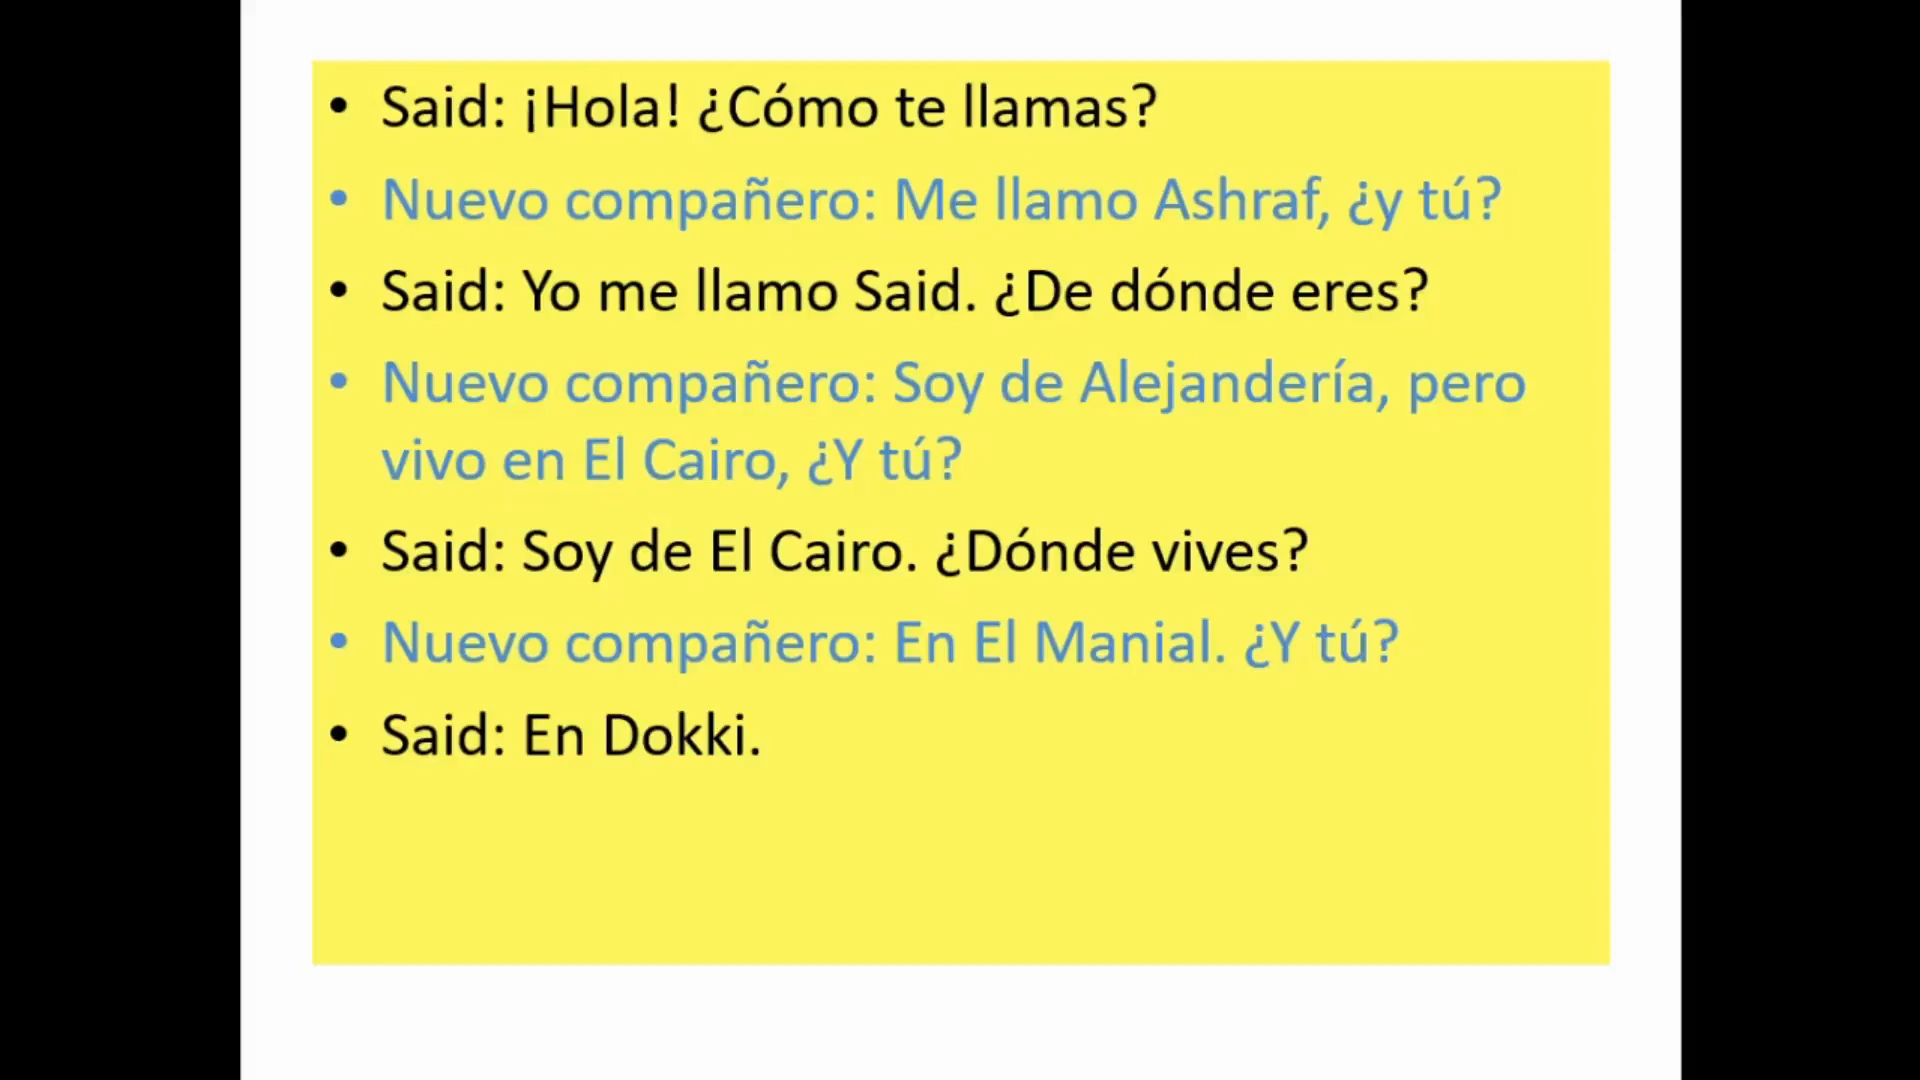 • Said: ¡Hola! ¿Cómo te llamas?
• Nuevo compañero: Me llamo Ashraf, ¿y tú?
• Said: Yo me llamo Said. ¿De dónde eres?
• Nuevo compañero: Soy de Alejandería, pero
vivo en El Cairo, ¿Y tú?
• Said: Soy de El Cairo. ¿Dónde vives?
• Nuevo compañero: En El Manial. ¿Y tú?
• Said: En Dokki.